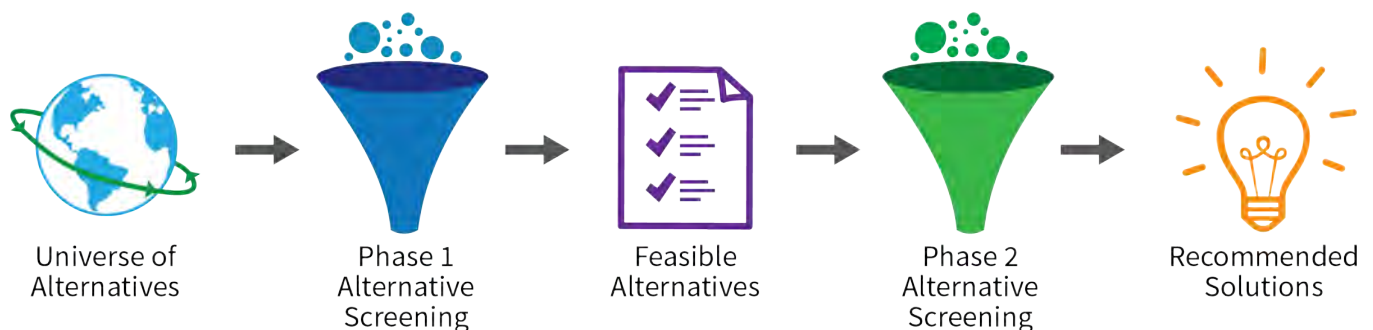 Universe of
Alternatives
Phase 1
Alternative
Screening
Feasible
Alternatives
Phase 2
Alternative
Screening
Recommended
Solutions